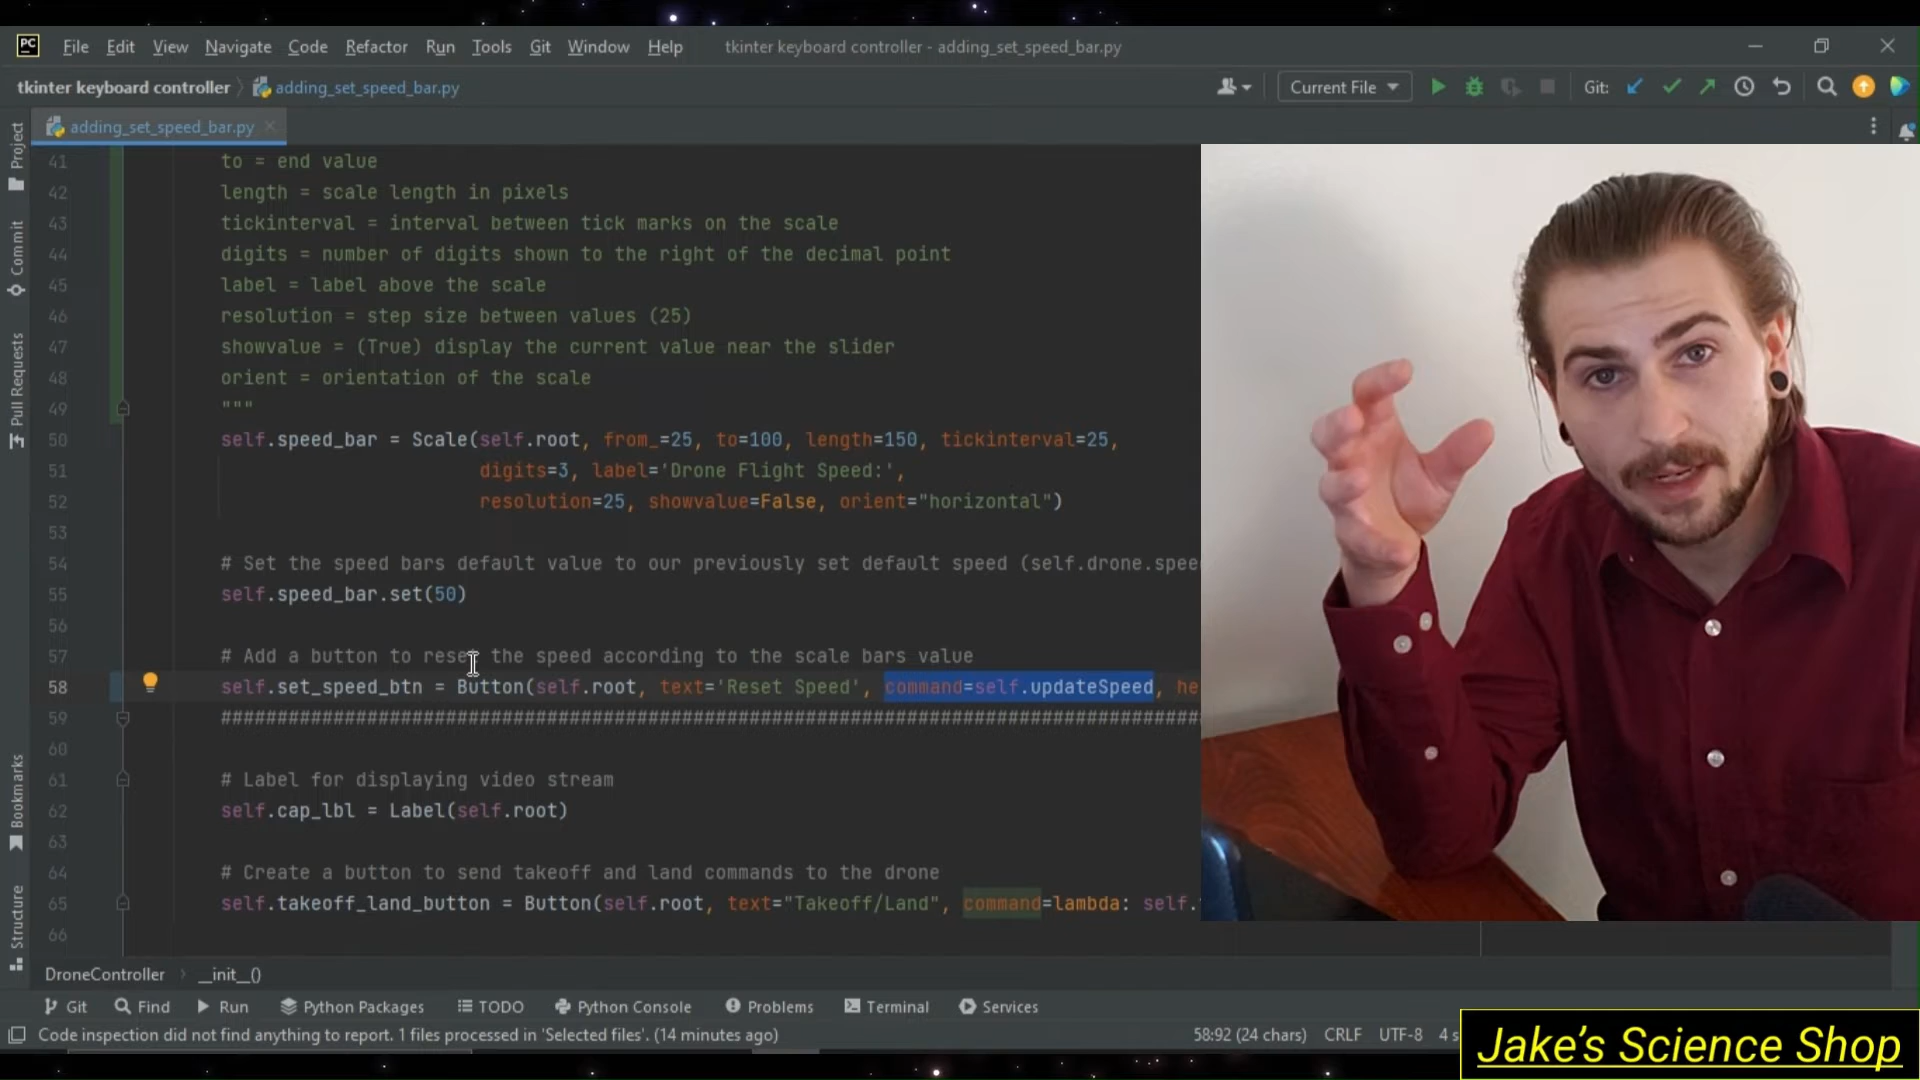 PC File Edit View Navigate Code Refactor Run Tools Git Window Help tkinter keyboard controller - adding_set_speed_bar.py
tkinter keyboard controller adding_set_speed_bar.py Current File Git:
adding_set_speed_bar.py
Project
Commit
Pull Requests
Bookmarks
Structure
41 to = end value
42 length = scale length in pixels
43 tickinterval = interval between tick marks on the scale
44 digits = number of digits shown to the right of the decimal point
45 label = label above the scale
46 resolution = step size between values (25)
47 showvalue = (True) display the current value near the slider
48 orient = orientation of the scale
49 """
50 self.speed_bar = Scale(self.root, from_=25, to=100, length=150, tickinterval=25,
51 digits=3, label='Drone Flight Speed:',
52 resolution=25, showvalue=False, orient="horizontal")
53
54 # Set the speed bars default value to our previously set default speed (self.drone.spee
55 self.speed_bar.set(50)
56
57 # Add a button to reset the speed according to the scale bars value
58 self.set_speed_btn = Button(self.root, text='Reset Speed', command=self.updateSpeed, he
59 #######################################################################################
60
61 # Label for displaying video stream
62 self.cap_lbl = Label(self.root)
63
64 # Create a button to send takeoff and land commands to the drone
65 self.takeoff_land_button = Button(self.root, text="Takeoff/Land", command=lambda: self.
66
DroneController __init__()
Git Find Run Python Packages TODO Python Console Problems Terminal Services
Code inspection did not find anything to report. 1 files processed in 'Selected files'. (14 minutes ago) 58:92 (24 chars) CRLF UTF-8 4 s
Jake's Science Shop